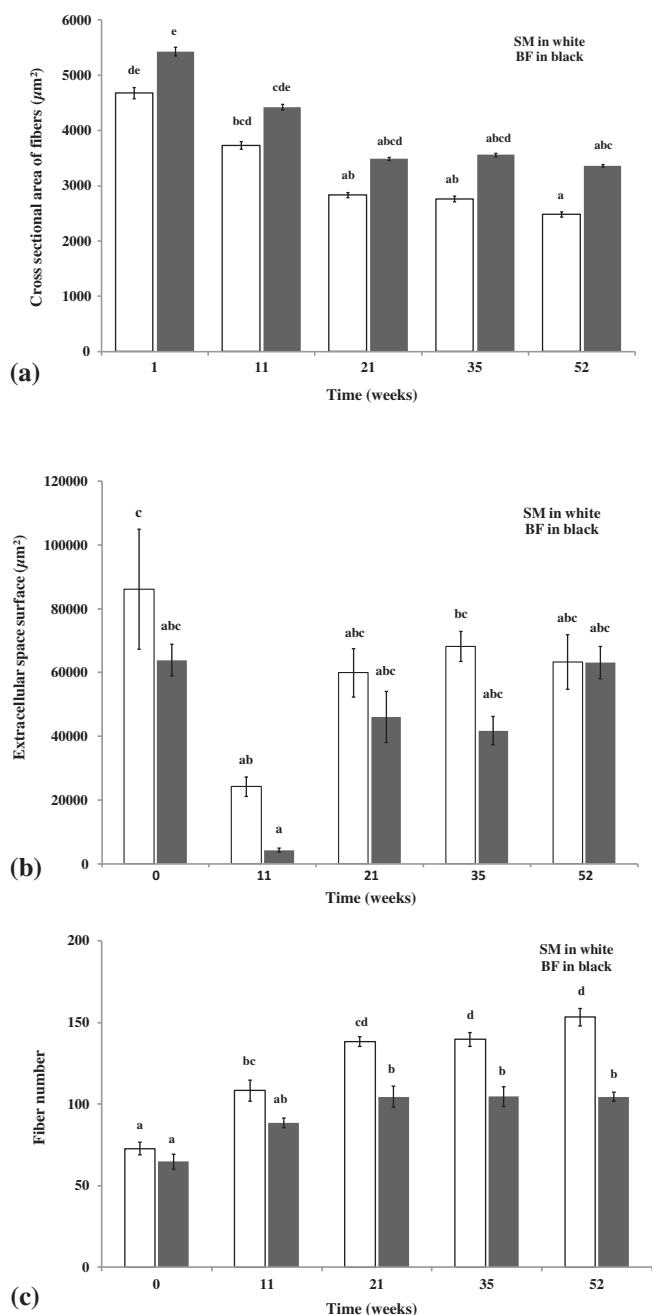 6000
5000
4000
3000
2000
1000
0
Cross sectional area of fibers (µm²)
SM in white
BF in black
de e
bcd cde
ab abcd
ab abcd
a abc
1 11 21 35 52
Time (weeks)
(a)
120000
100000
80000
60000
40000
20000
0
Extracellular space surface (µm²)
SM in white
BF in black
c abc
ab a
abc abc
bc abc
abc abc
0 11 21 35 52
Time (weeks)
(b)
200
150
100
50
0
Fiber number
SM in white
BF in black
a a
bc ab
cd b
d b
d b
0 11 21 35 52
Time (weeks)
(c)